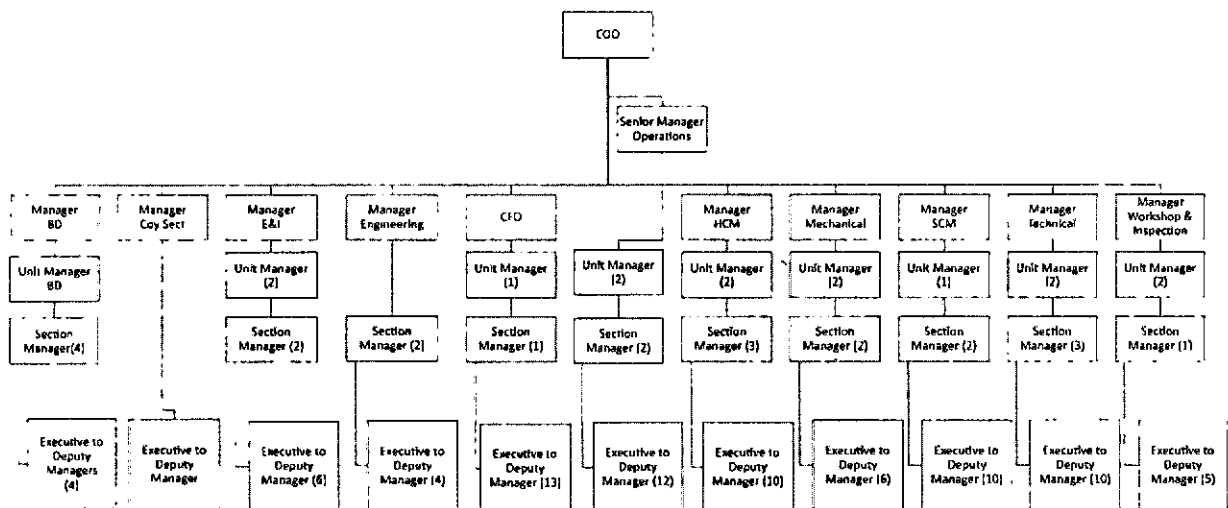 Senior Manager
Operations
Manager
BD
Manager
Coy Sect
Manager
E&I
Manager
Engineering
CFO
Manager
HCM
Manager
Mechanical
Manager
SCM
Manager
Technical
Manager
Workshop &
Inspection
Unit Manager
BD
Unit Manager
(2)
Unit Manager
(1)
Unit Manager
(2)
Unit Manager
(2)
Unit Manager
(2)
Unit Manager
(1)
Unit Manager
(2)
Unit Manager
(2)
Section
Manager(4)
Section
Manager (2)
Section
Manager (2)
Section
Manager (1)
Section
Manager (2)
Section
Manager (3)
Section
Manager (2)
Section
Manager (2)
Section
Manager (3)
Section
Manager (1)
Executive to
Deputy
Managers
(4)
Executive to
Deputy
Manager
Executive to
Deputy
Manager (6)
Executive to
Deputy
Manager (4)
Executive to
Deputy
Manager (13)
Executive to
Deputy
Manager (12)
Executive to
Deputy
Manager (10)
Executive to
Deputy
Manager (6)
Executive to
Deputy
Manager (10)
Executive to
Deputy
Manager (10)
Executive to
Deputy
Manager (5)